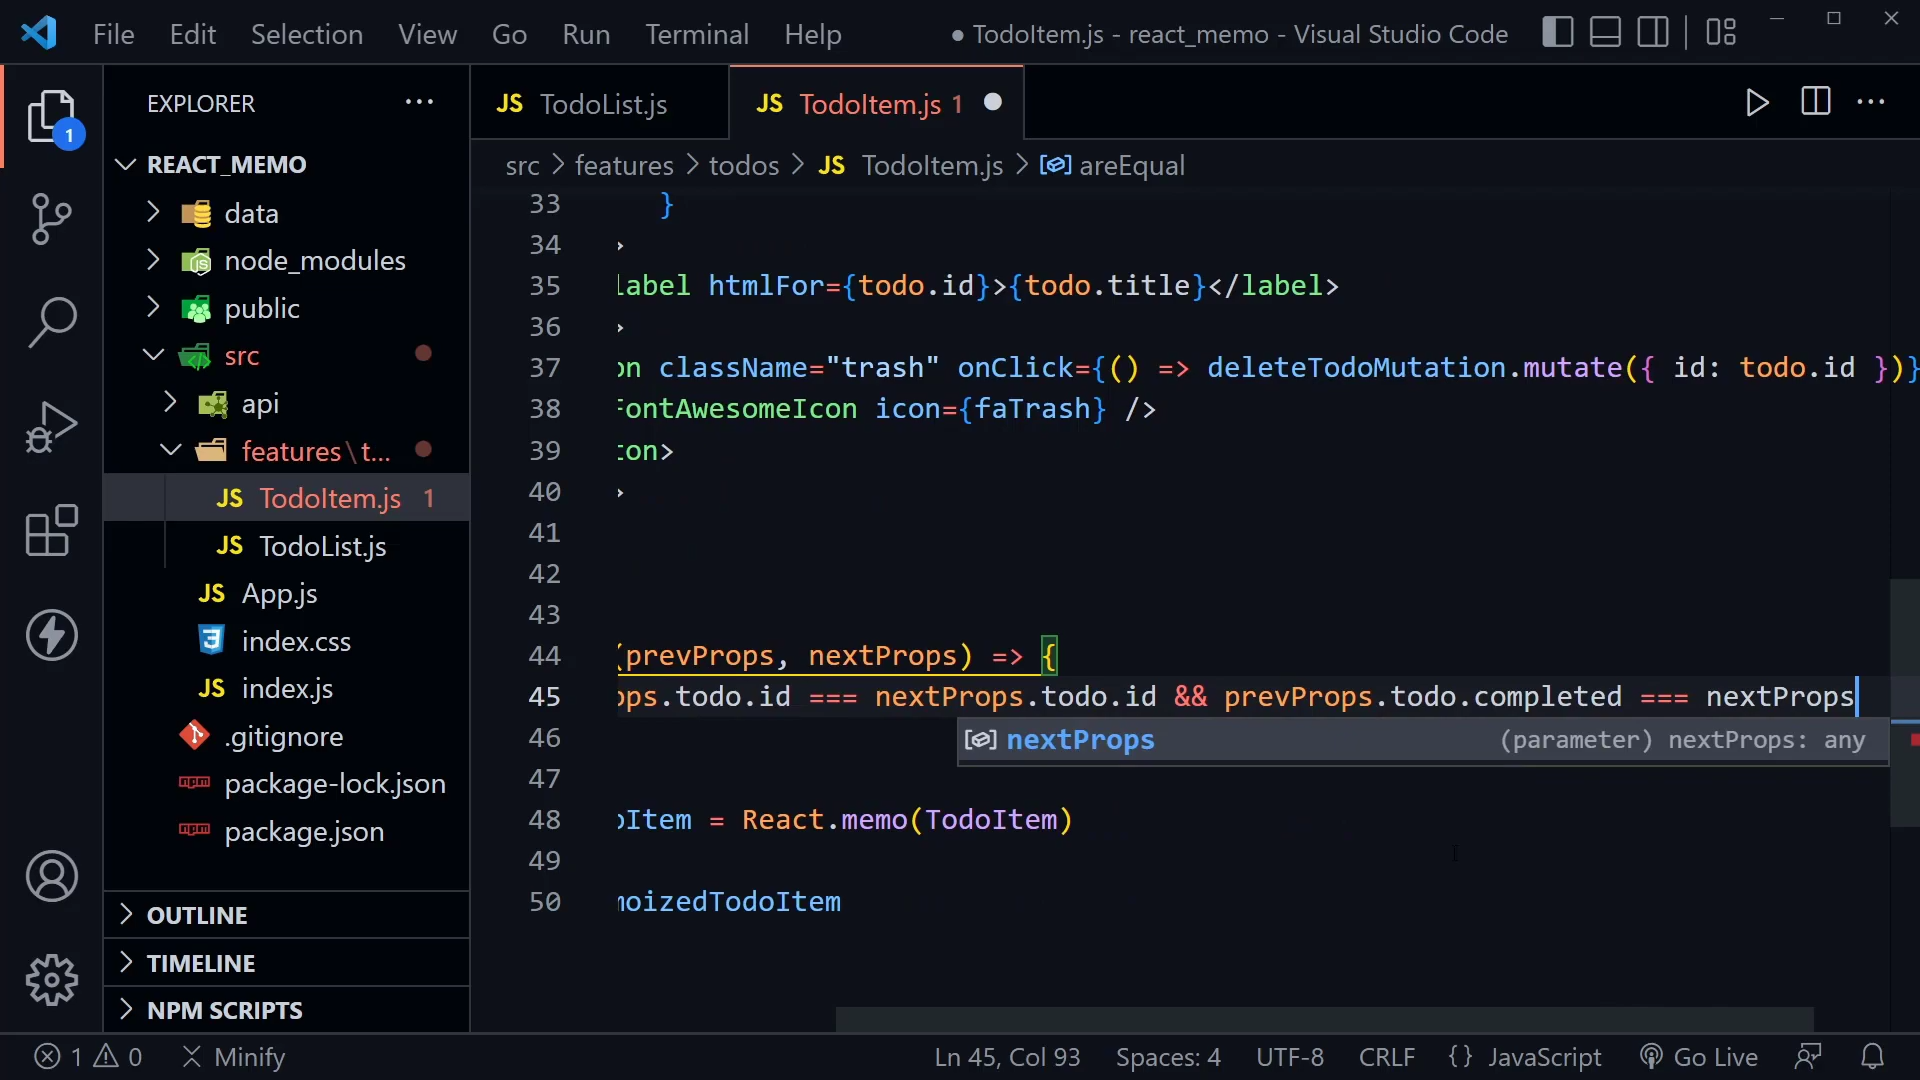 File Edit Selection View Go Run Terminal Help ● TodoItem.js - react_memo - Visual Studio Code
EXPLORER ...
JS TodoList.js
JS TodoItem.js 1 ●
1
REACT_MEMO
data
node_modules
public
src
api
features\t...
JS TodoItem.js 1
JS TodoList.js
JS App.js
index.css
JS index.js
.gitignore
package-lock.json
package.json
OUTLINE
TIMELINE
NPM SCRIPTS
src > features > todos > JS TodoItem.js > areEqual
33 }
34 >
35 label htmlFor={todo.id}>{todo.title}</label>
36 >
37 on className="trash" onClick={() => deleteTodoMutation.mutate({ id: todo.id })}
38 FontAwesomeIcon icon={faTrash} />
39 ton>
40 >
41
42
43
44 (prevProps, nextProps) => {
45 ops.todo.id === nextProps.todo.id && prevProps.todo.completed === nextProps
46
nextProps (parameter) nextProps: any
47
48 oItem = React.memo(TodoItem)
49
50 moizedTodoItem
1 0 Minify Ln 45, Col 93 Spaces: 4 UTF-8 CRLF {} JavaScript Go Live